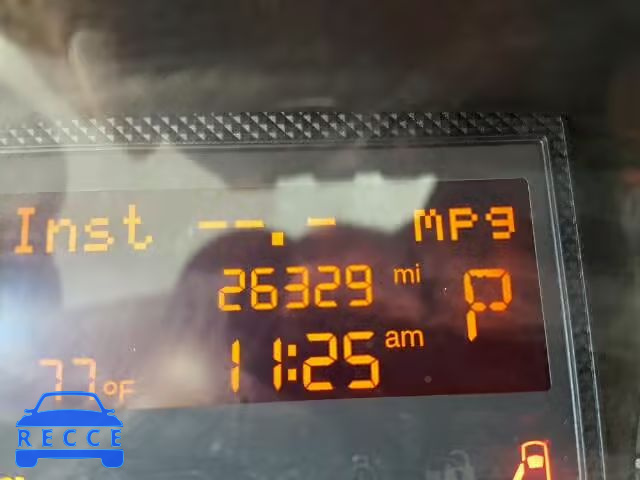 Inst --.- mpg
26329 mi
P
11:25 am
77°F
RECCE